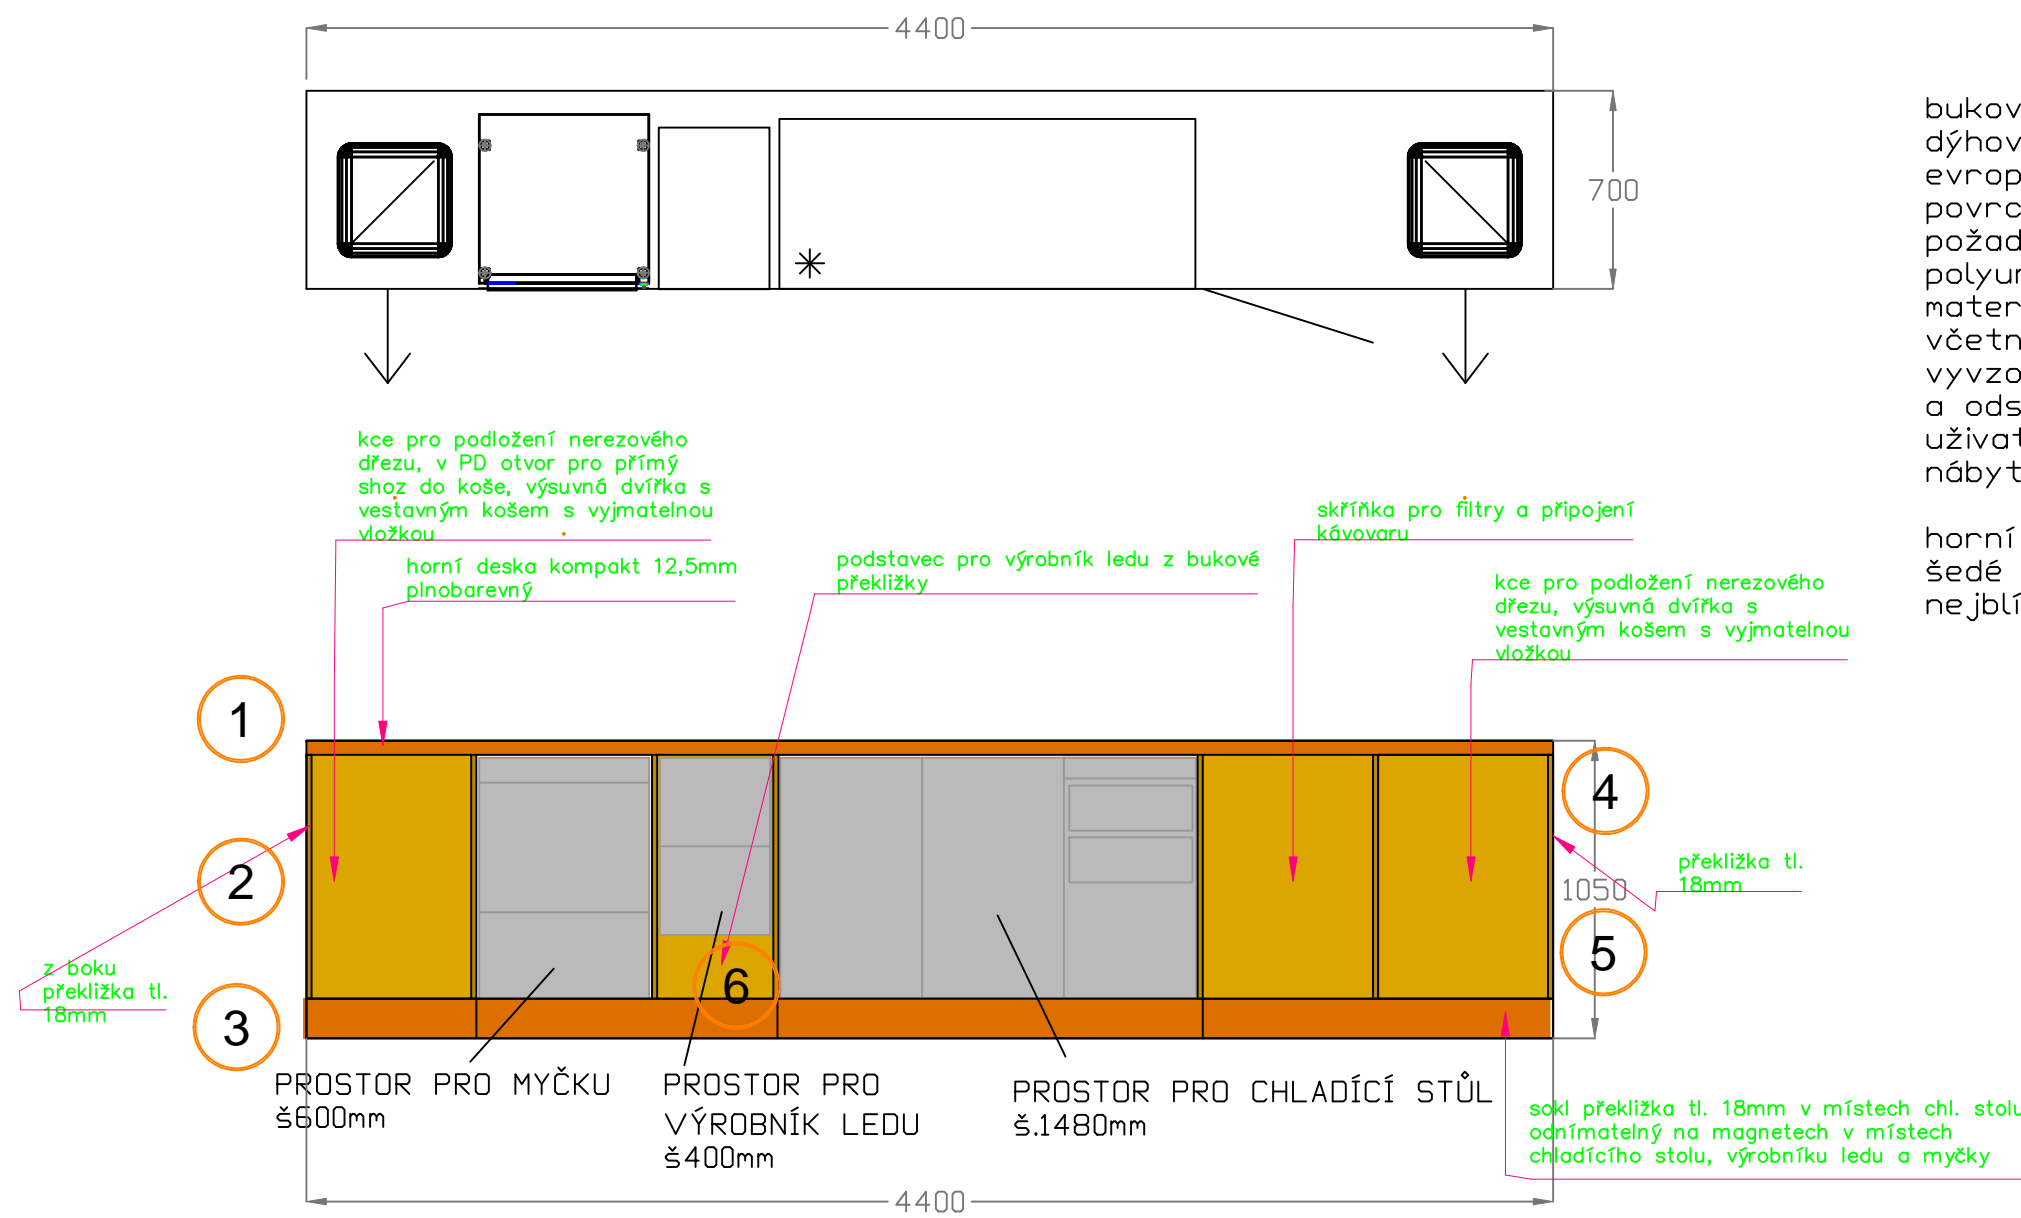 4400
700
bukov
dýhov
evrop
povrc
požad
polyur
mater
včetn
vyvzo
a ods
uživat
nábyt
horní
šedé
nejblí
kce pro podložení nerezového
dřezu, v PD otvor pro přímý
shoz do koše, výsuvná dvířka s
vestavným košem s vyjmatelnou
vložkou
horní deska kompakt 12,5mm
plnobarevný
podstavec pro výrobník ledu z bukové
překližky
skříňka pro filtry a připojení
kávovaru
kce pro podložení nerezového
dřezu, výsuvná dvířka s
vestavným košem s vyjmatelnou
vložkou
1
2
3
4
5
6
1050
překližka tl.
18mm
z boku
překližka tl.
18mm
PROSTOR PRO MYČKU
š600mm
PROSTOR PRO
VÝROBNÍK LEDU
š400mm
PROSTOR PRO CHLADÍCÍ STŮL
š.1480mm
sokl překližka tl. 18mm v místech chl. stolu
odnímatelný na magnetech v místech
chladícího stolu, výrobníku ledu a myčky
4400